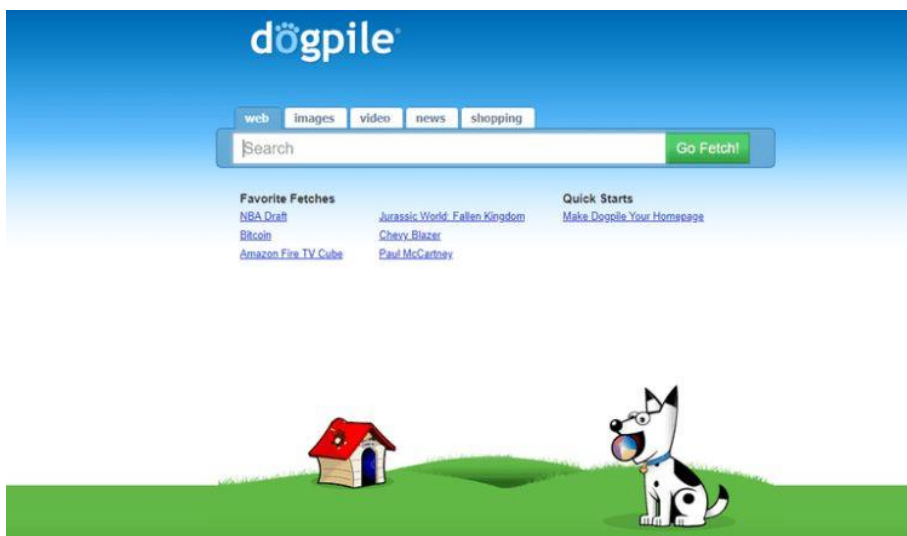 dögpile®
web images video news shopping
Search Go Fetch!
Favorite Fetches Quick Starts
NBA Draft Jurassic World: Fallen Kingdom Make Dogpile Your Homepage
Bitcoin Chevy Blazer
Amazon Fire TV Cube Paul McCartney